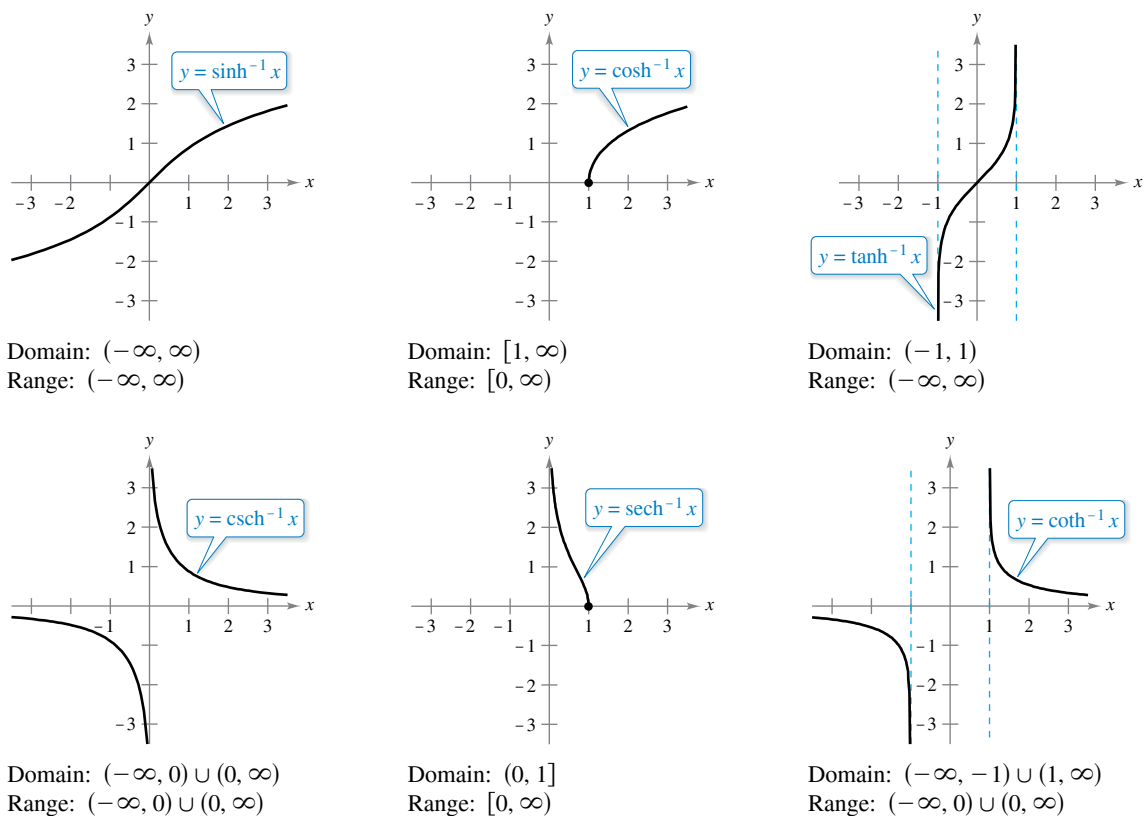 y
y
y
3
3
3
y = sinh⁻¹ x
y = cosh⁻¹ x
2
2
2
1
1
1
x
x
x
−3 −2 1 2 3
−3 −2 −1 1 2 3
−3 −2 −1 1 2 3
−1
−1
−2
−2
y = tanh⁻¹ x
−2
−3
−3
−3
Domain: (−∞, ∞)
Range: (−∞, ∞)
Domain: [1, ∞)
Range: [0, ∞)
Domain: (−1, 1)
Range: (−∞, ∞)
y
y
y
3
3
3
y = csch⁻¹ x
y = sech⁻¹ x
y = coth⁻¹ x
2
2
2
1
1
1
x
x
x
−1 1 2 3
−3 −2 −1 1 2 3
1 2 3
−1
−1
−2
−2
−3
−3
−3
Domain: (−∞, 0) ∪ (0, ∞)
Range: (−∞, 0) ∪ (0, ∞)
Domain: (0, 1]
Range: [0, ∞)
Domain: (−∞, −1) ∪ (1, ∞)
Range: (−∞, 0) ∪ (0, ∞)